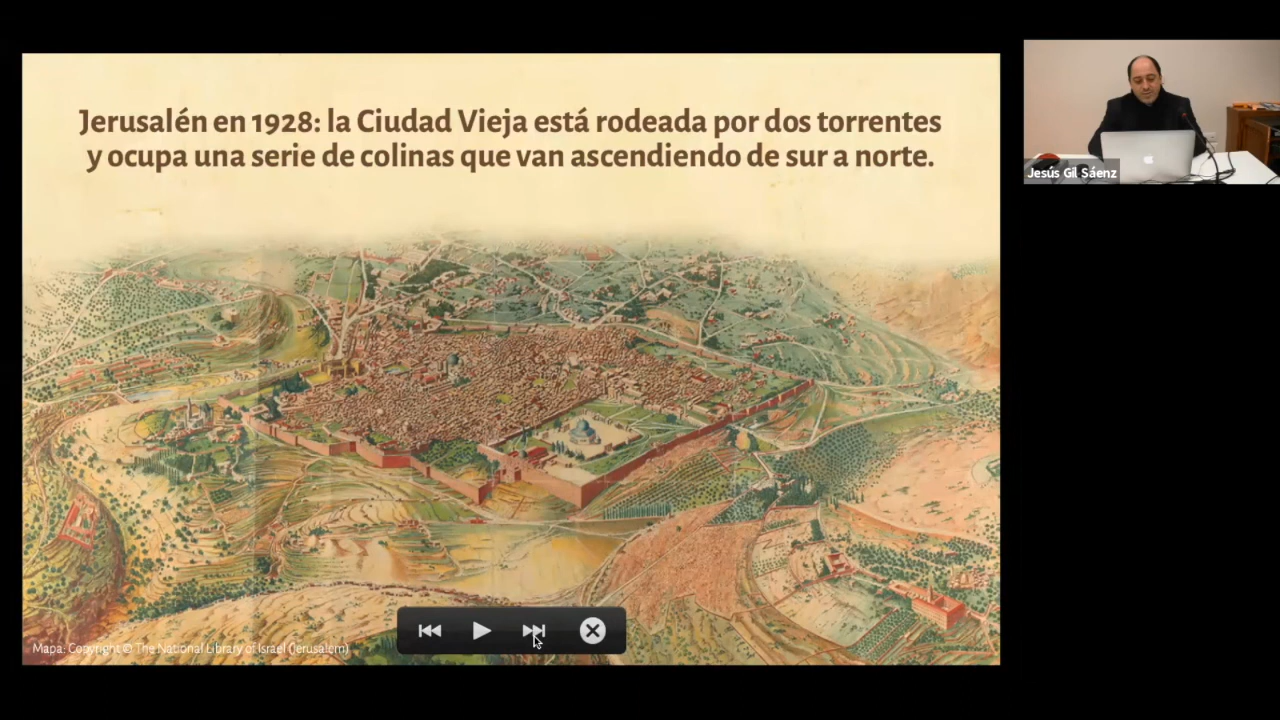 Jerusalén en 1928: la Ciudad Vieja está rodeada por dos torrentes
y ocupa una serie de colinas que van ascendiendo de sur a norte.
Jesús Gil Sáenz
Mapa: Copyright © The National Library of Israel (Jerusalem)